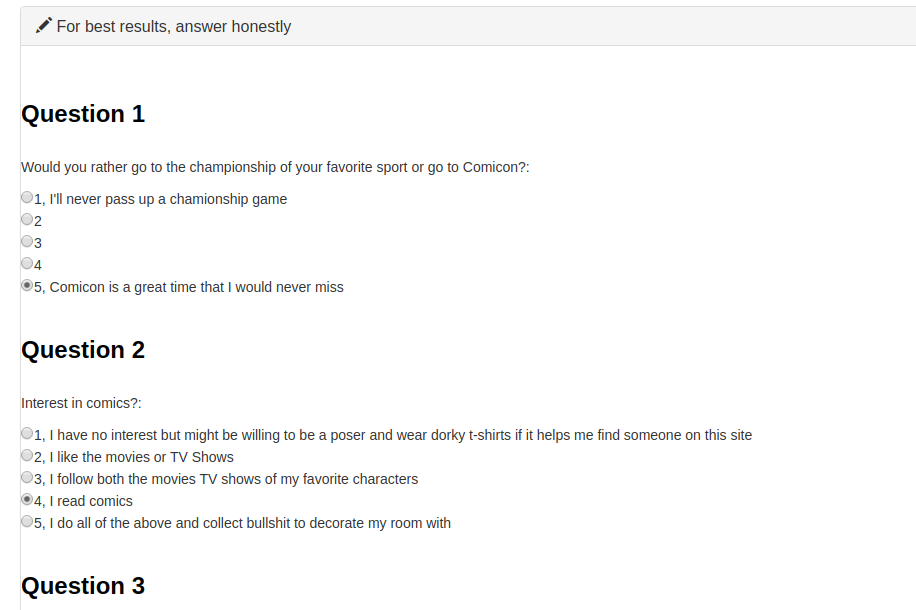 For best results, answer honestly
Question 1
Would you rather go to the championship of your favorite sport or go to Comicon?:
1, I'll never pass up a chamionship game
2
3
4
5, Comicon is a great time that I would never miss
Question 2
Interest in comics?:
1, I have no interest but might be willing to be a poser and wear dorky t-shirts if it helps me find someone on this site
2, I like the movies or TV Shows
3, I follow both the movies TV shows of my favorite characters
4, I read comics
5, I do all of the above and collect bullshit to decorate my room with
Question 3